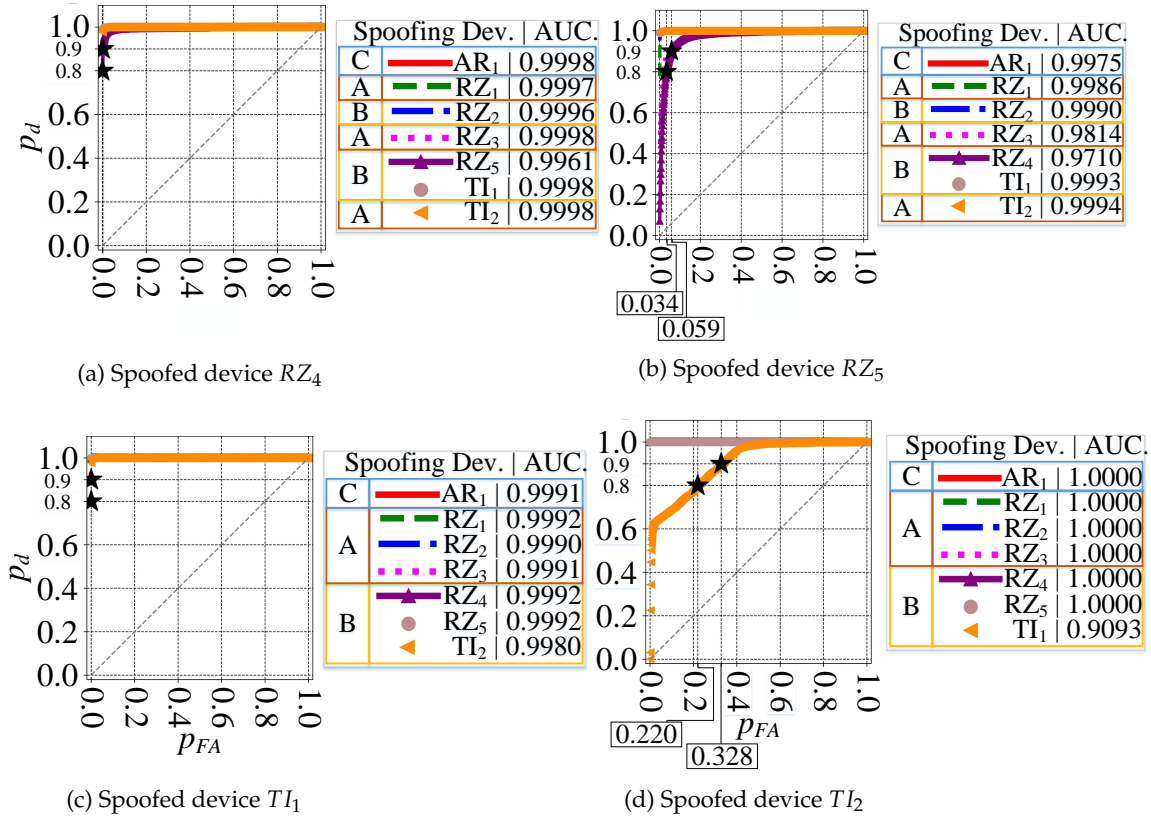 Spoofing Dev. | AUC.
C AR₁ | 0.9998
A RZ₁ | 0.9997
B RZ₂ | 0.9996
A RZ₃ | 0.9998
B RZ₅ | 0.9961
TI₁ | 0.9998
A TI₂ | 0.9998
1.0
0.9
0.8
0.6
0.4
0.2
0.0
p_d
0.0 0.2 0.4 0.6 0.8 1.0
(a) Spoofed device RZ₄
Spoofing Dev. | AUC.
C AR₁ | 0.9975
A RZ₁ | 0.9986
B RZ₂ | 0.9990
A RZ₃ | 0.9814
B RZ₄ | 0.9710
TI₁ | 0.9993
A TI₂ | 0.9994
1.0
0.9
0.8
0.6
0.4
0.2
0.0
0.0 0.2 0.4 0.6 0.8 1.0
0.034
0.059
(b) Spoofed device RZ₅
Spoofing Dev. | AUC.
C AR₁ | 0.9991
A RZ₁ | 0.9992
RZ₂ | 0.9990
RZ₃ | 0.9991
B RZ₄ | 0.9992
RZ₅ | 0.9992
TI₂ | 0.9980
1.0
0.9
0.8
0.6
0.4
0.2
0.0
p_d
0.0 0.2 0.4 0.6 0.8 1.0
p_FA
(c) Spoofed device TI₁
Spoofing Dev. | AUC.
C AR₁ | 1.0000
A RZ₁ | 1.0000
RZ₂ | 1.0000
RZ₃ | 1.0000
B RZ₄ | 1.0000
RZ₅ | 1.0000
TI₁ | 0.9093
1.0
0.9
0.8
0.6
0.4
0.2
0.0
0.0 0.2 0.4 0.6 0.8 1.0
p_FA
0.220
0.328
(d) Spoofed device TI₂